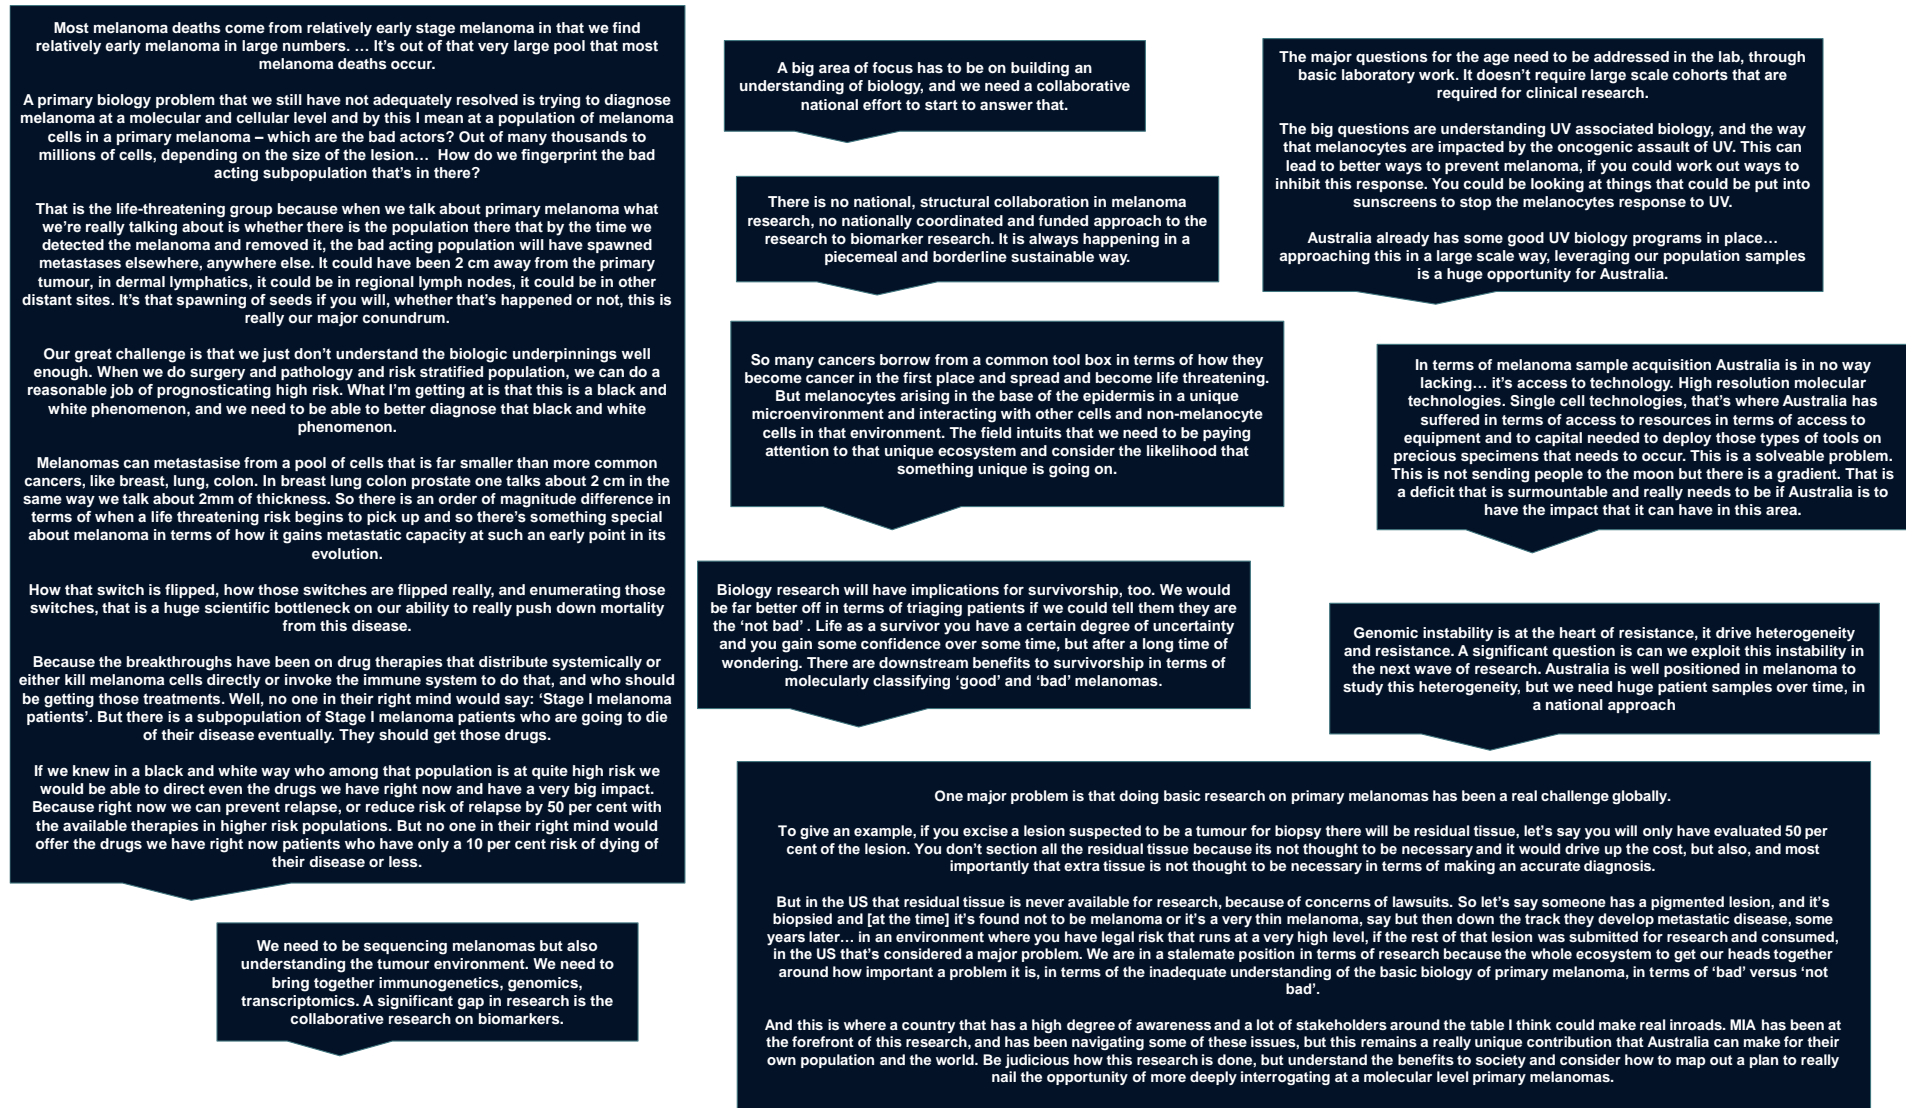 Most melanoma deaths come from relatively early stage melanoma in that we find
relatively early melanoma in large numbers. … It’s out of that very large pool that most
melanoma deaths occur.
A primary biology problem that we still have not adequately resolved is trying to diagnose
melanoma at a molecular and cellular level and by this I mean at a population of melanoma
cells in a primary melanoma – which are the bad actors? Out of many thousands to
millions of cells, depending on the size of the lesion… How do we fingerprint the bad
acting subpopulation that’s in there?
That is the life-threatening group because when we talk about primary melanoma what
we’re really talking about is whether there is the population there that by the time we
detected the melanoma and removed it, the bad acting population will have spawned
metastases elsewhere, anywhere else. It could have been 2 cm away from the primary
tumour, in dermal lymphatics, it could be in regional lymph nodes, it could be in other
distant sites. It’s that spawning of seeds if you will, whether that’s happened or not, this is
really our major conundrum.
Our great challenge is that we just don’t understand the biologic underpinnings well
enough. When we do surgery and pathology and risk stratified population, we can do a
reasonable job of prognosticating high risk. What I’m getting at is that this is a black and
white phenomenon, and we need to be able to better diagnose that black and white
phenomenon.
Melanomas can metastasise from a pool of cells that is far smaller than more common
cancers, like breast, lung, colon. In breast lung colon prostate one talks about 2 cm in the
same way we talk about 2mm of thickness. So there is an order of magnitude difference in
terms of when a life threatening risk begins to pick up and so there’s something special
about melanoma in terms of how it gains metastatic capacity at such an early point in its
evolution.
How that switch is flipped, how those switches are flipped really, and enumerating those
switches, that is a huge scientific bottleneck on our ability to really push down mortality
from this disease.
Because the breakthroughs have been on drug therapies that distribute systemically or
either kill melanoma cells directly or invoke the immune system to do that, and who should
be getting those treatments. Well, no one in their right mind would say: ‘Stage I melanoma
patients’. But there is a subpopulation of Stage I melanoma patients who are going to die
of their disease eventually. They should get those drugs.
If we knew in a black and white way who among that population is at quite high risk we
would be able to direct even the drugs we have right now and have a very big impact.
Because right now we can prevent relapse, or reduce risk of relapse by 50 per cent with
the available therapies in higher risk populations. But no one in their right mind would
offer the drugs we have right now patients who have only a 10 per cent risk of dying of
their disease or less.
We need to be sequencing melanomas but also
understanding the tumour environment. We need to
bring together immunogenetics, genomics,
transcriptomics. A significant gap in research is the
collaborative research on biomarkers.
A big area of focus has to be on building an
understanding of biology, and we need a collaborative
national effort to start to answer that.
There is no national, structural collaboration in melanoma
research, no nationally coordinated and funded approach to the
research to biomarker research. It is always happening in a
piecemeal and borderline sustainable way.
So many cancers borrow from a common tool box in terms of how they
become cancer in the first place and spread and become life threatening.
But melanocytes arising in the base of the epidermis in a unique
microenvironment and interacting with other cells and non-melanocyte
cells in that environment. The field intuits that we need to be paying
attention to that unique ecosystem and consider the likelihood that
something unique is going on.
Biology research will have implications for survivorship, too. We would
be far better off in terms of triaging patients if we could tell them they are
the ‘not bad’ . Life as a survivor you have a certain degree of uncertainty
and you gain some confidence over some time, but after a long time of
wondering. There are downstream benefits to survivorship in terms of
molecularly classifying ‘good’ and ‘bad’ melanomas.
The major questions for the age need to be addressed in the lab, through
basic laboratory work. It doesn’t require large scale cohorts that are
required for clinical research.
The big questions are understanding UV associated biology, and the way
that melanocytes are impacted by the oncogenic assault of UV. This can
lead to better ways to prevent melanoma, if you could work out ways to
inhibit this response. You could be looking at things that could be put into
sunscreens to stop the melanocytes response to UV.
Australia already has some good UV biology programs in place…
approaching this in a large scale way, leveraging our population samples
is a huge opportunity for Australia.
In terms of melanoma sample acquisition Australia is in no way
lacking… it’s access to technology. High resolution molecular
technologies. Single cell technologies, that’s where Australia has
suffered in terms of access to resources in terms of access to
equipment and to capital needed to deploy those types of tools on
precious specimens that needs to occur. This is a solveable problem.
This is not sending people to the moon but there is a gradient. That is
a deficit that is surmountable and really needs to be if Australia is to
have the impact that it can have in this area.
Genomic instability is at the heart of resistance, it drive heterogeneity
and resistance. A significant question is can we exploit this instability in
the next wave of research. Australia is well positioned in melanoma to
study this heterogeneity, but we need huge patient samples over time, in
a national approach
One major problem is that doing basic research on primary melanomas has been a real challenge globally.
To give an example, if you excise a lesion suspected to be a tumour for biopsy there will be residual tissue, let’s say you will only have evaluated 50 per
cent of the lesion. You don’t section all the residual tissue because its not thought to be necessary and it would drive up the cost, but also, and most
importantly that extra tissue is not thought to be necessary in terms of making an accurate diagnosis.
But in the US that residual tissue is never available for research, because of concerns of lawsuits. So let’s say someone has a pigmented lesion, and it’s
biopsied and [at the time] it’s found not to be melanoma or it’s a very thin melanoma, say but then down the track they develop metastatic disease, some
years later… in an environment where you have legal risk that runs at a very high level, if the rest of that lesion was submitted for research and consumed,
in the US that’s considered a major problem. We are in a stalemate position in terms of research because the whole ecosystem to get our heads together
around how important a problem it is, in terms of the inadequate understanding of the basic biology of primary melanoma, in terms of ‘bad’ versus ‘not
bad’.
And this is where a country that has a high degree of awareness and a lot of stakeholders around the table I think could make real inroads. MIA has been at
the forefront of this research, and has been navigating some of these issues, but this remains a really unique contribution that Australia can make for their
own population and the world. Be judicious how this research is done, but understand the benefits to society and consider how to map out a plan to really
nail the opportunity of more deeply interrogating at a molecular level primary melanomas.